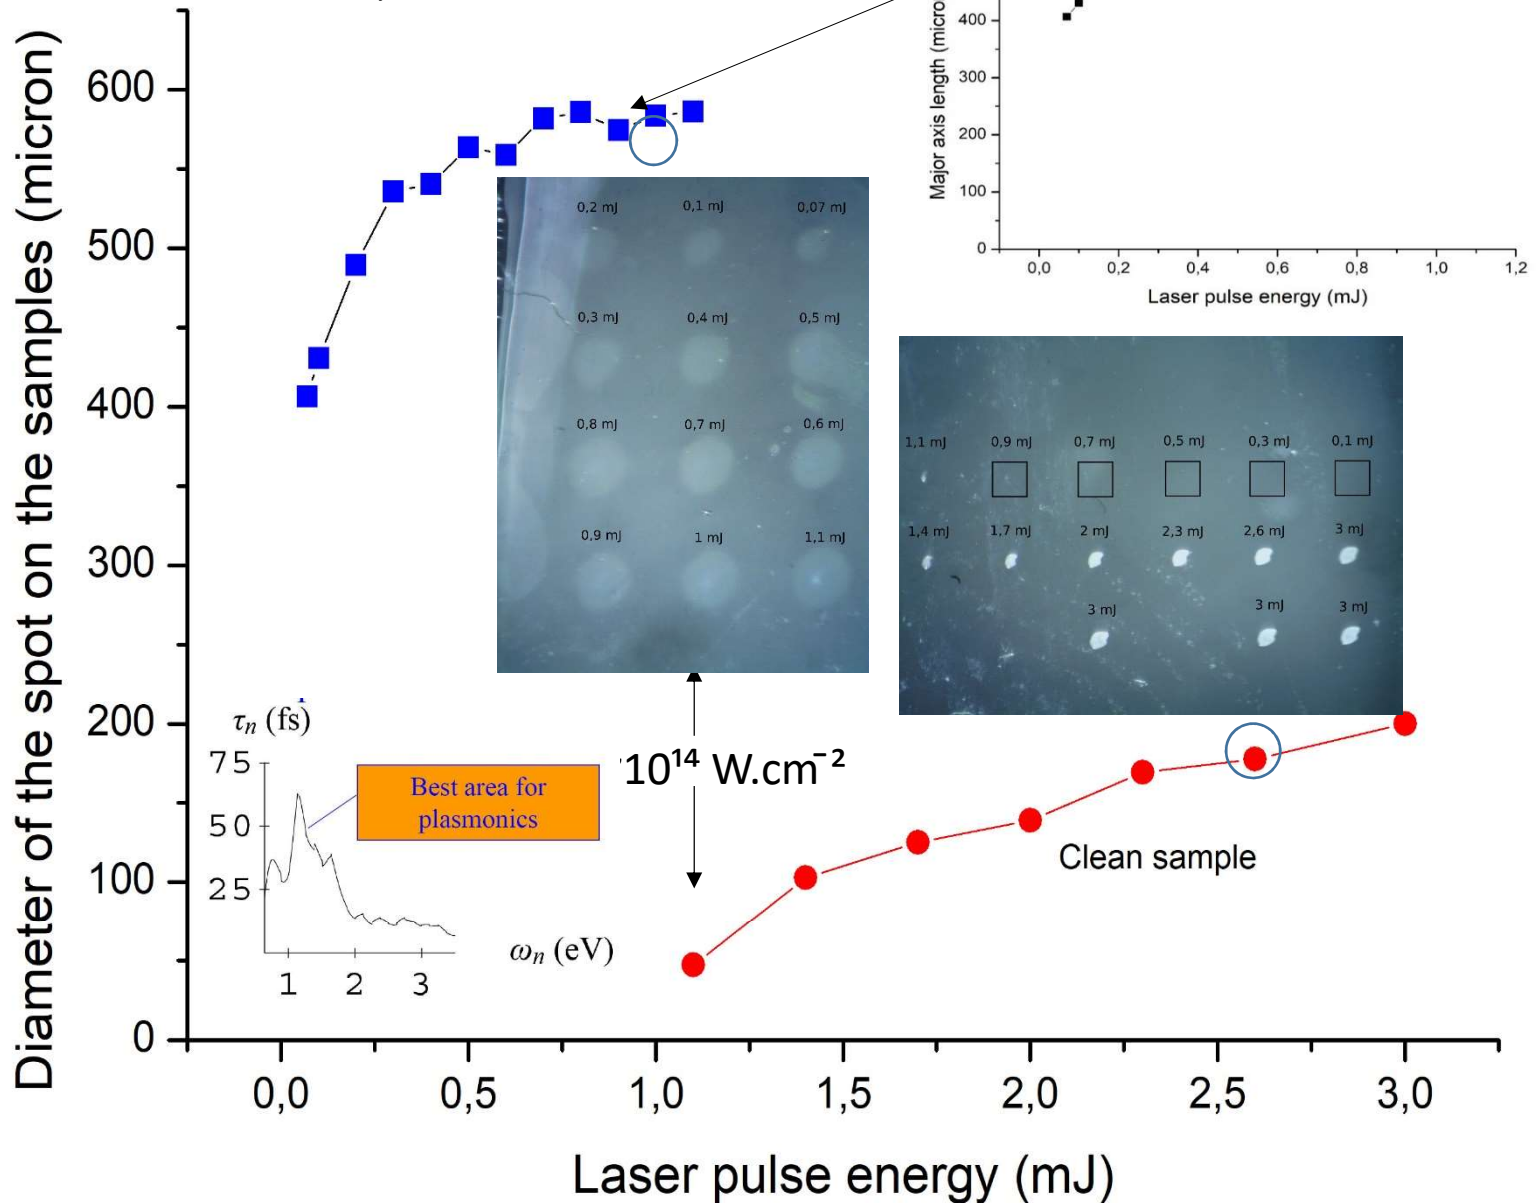 Diameter of the spot on the samples (micron)
600
500
400
300
200
100
0
0,0 0,5 1,0 1,5 2,0 2,5 3,0
Laser pulse energy (mJ)
Major axis length (micro
400
300
200
100
0
0,0 0,2 0,4 0,6 0,8 1,0 1,2
Laser pulse energy (mJ)
0,2 mJ 0,1 mJ 0,07 mJ
0,3 mJ 0,4 mJ 0,5 mJ
0,8 mJ 0,7 mJ 0,6 mJ
0,9 mJ 1 mJ 1,1 mJ
1,1 mJ 0,9 mJ 0,7 mJ 0,5 mJ 0,3 mJ 0,1 mJ
1,4 mJ 1,7 mJ 2 mJ 2,3 mJ 2,6 mJ 3 mJ
3 mJ 3 mJ 3 mJ
τn (fs)
75
50
25
Best area for
plasmonics
1 2 3
ωn (eV)
10¹⁴ W.cm⁻²
Clean sample